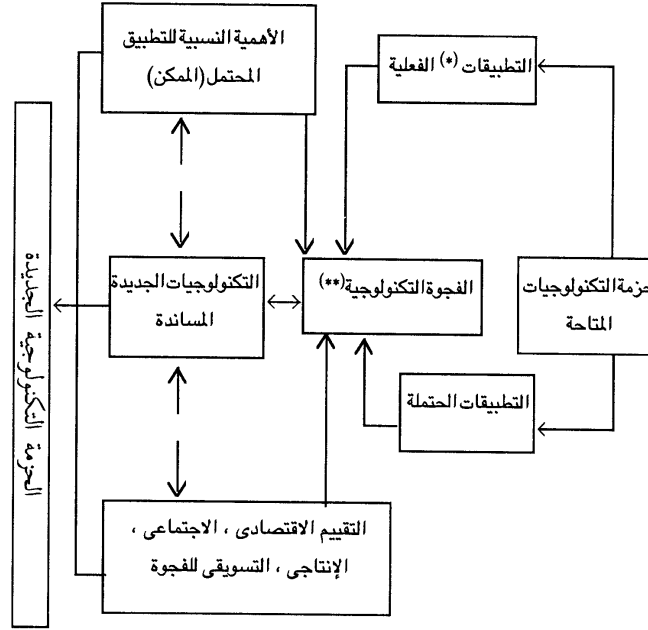 الأهمية النسبية للتطبيق
المحتمل (الممكن)
التطبيقات (*) الفعلية
حزمة التكنولوجيات
المتاحة
الفجوة التكنولوجية (**)
التكنولوجيات الجديدة
المساندة
الحزمة التكنولوجية الجديدة
التطبيقات الحتملة
التقييم الاقتصادى ، الاجتماعى ،
الإنتاجى ، التسويقى للفجوة